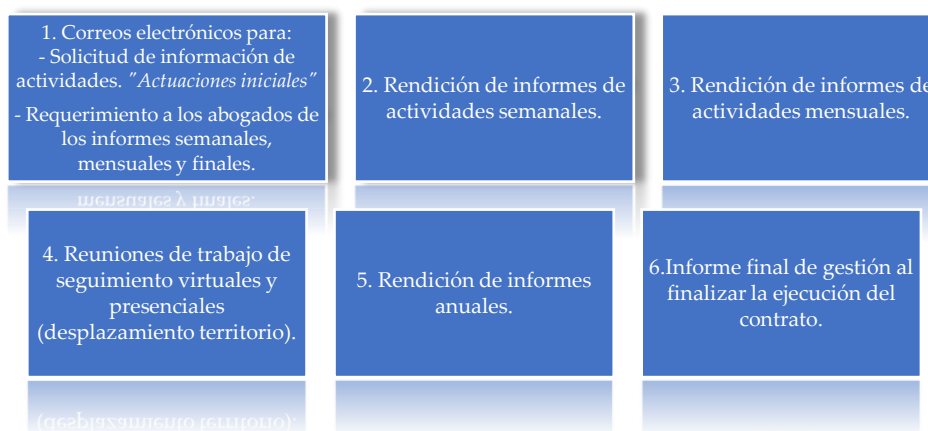 1. Correos electrónicos para:
- Solicitud de información de
actividades. "Actuaciones iniciales"
- Requerimiento a los abogados de
los informes semanales,
mensuales y finales.
2. Rendición de informes de
actividades semanales.
3. Rendición de informes de
actividades mensuales.
4. Reuniones de trabajo de
seguimiento virtuales y
presenciales
(desplazamiento territorio).
5. Rendición de informes
anuales.
6.Informe final de gestión al
finalizar la ejecución del
contrato.